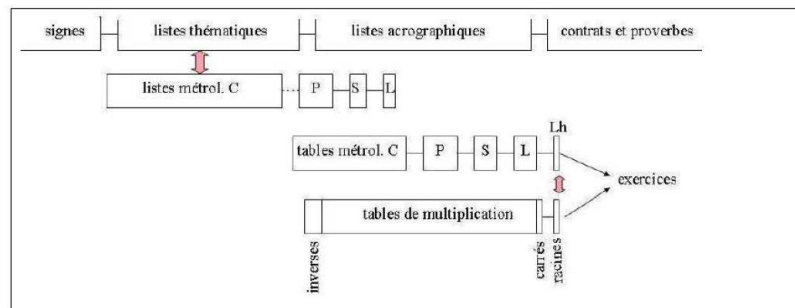 signes listes thématiques listes acrographiques contrats et proverbes
listes métrol. C P S L
Lh
tables métrol. C P S L
exercices
tables de multiplication
inverses
carrés
racines